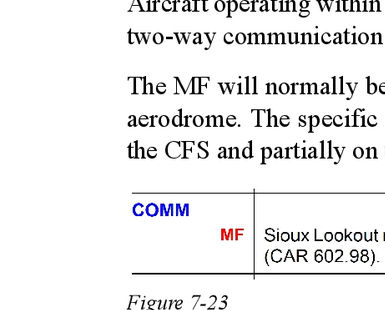 Aircraft operating within
two-way communication
The MF will normally be
aerodrome. The specific
the CFS and partially on
COMM
MF Sioux Lookout
(CAR 602.98).
Figure 7-23